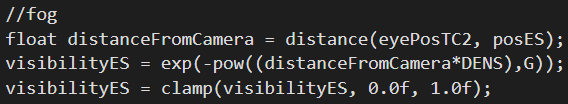 //fog
float distanceFromCamera = distance(eyePosTC2, posES);
visibilityES = exp(-pow((distanceFromCamera*DENS),G));
visibilityES = clamp(visibilityES, 0.0f, 1.0f);